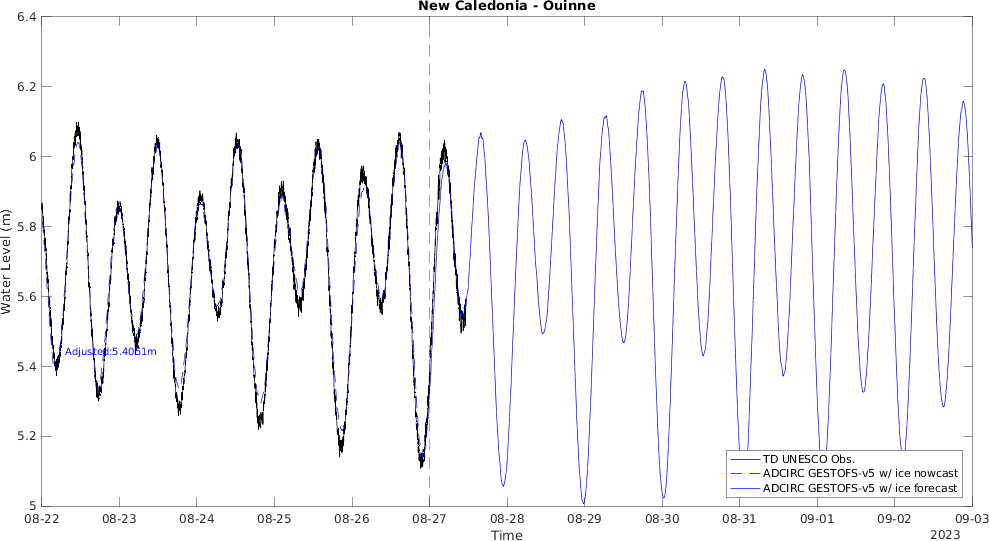 New Caledonia - Ouinne
6.4
6.2
6
5.8
5.6
5.4
5.2
5
Water Level (m)
Adjusted:5.4051m
TD UNESCO Obs.
ADCIRC GESTOFS-v5 w/ ice nowcast
ADCIRC GESTOFS-v5 w/ ice forecast
08-22 08-23 08-24 08-25 08-26 08-27 08-28 08-29 08-30 08-31 09-01 09-02 09-03
Time
2023